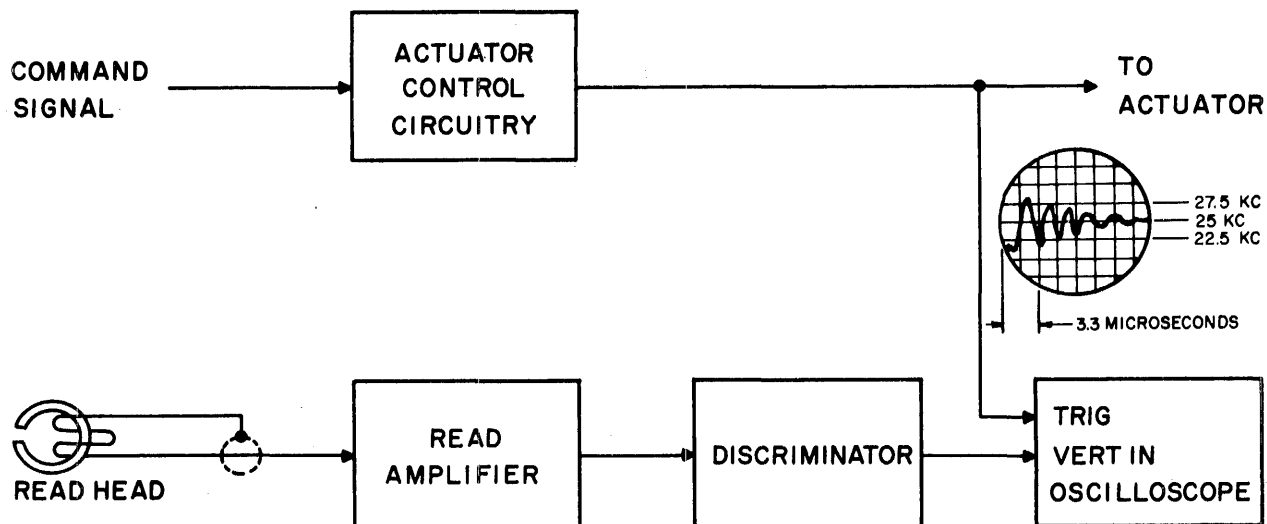 COMMAND
SIGNAL
ACTUATOR
CONTROL
CIRCUITRY
TO
ACTUATOR
27.5 KC
25 KC
22.5 KC
3.3 MICROSECONDS
READ HEAD
READ
AMPLIFIER
DISCRIMINATOR
TRIG
VERT IN
OSCILLOSCOPE